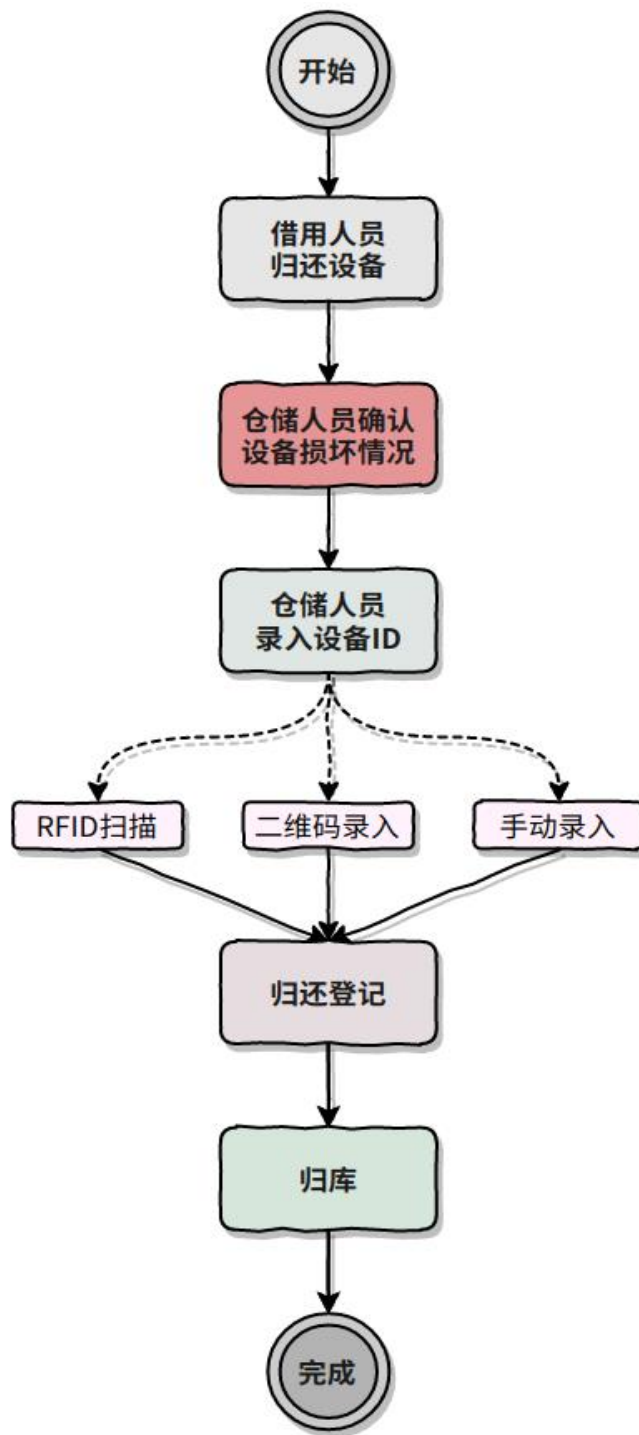 开始
借用人员
归还设备
仓储人员确认
设备损坏情况
仓储人员
录入设备ID
RFID扫描
二维码录入
手动录入
归还登记
归库
完成